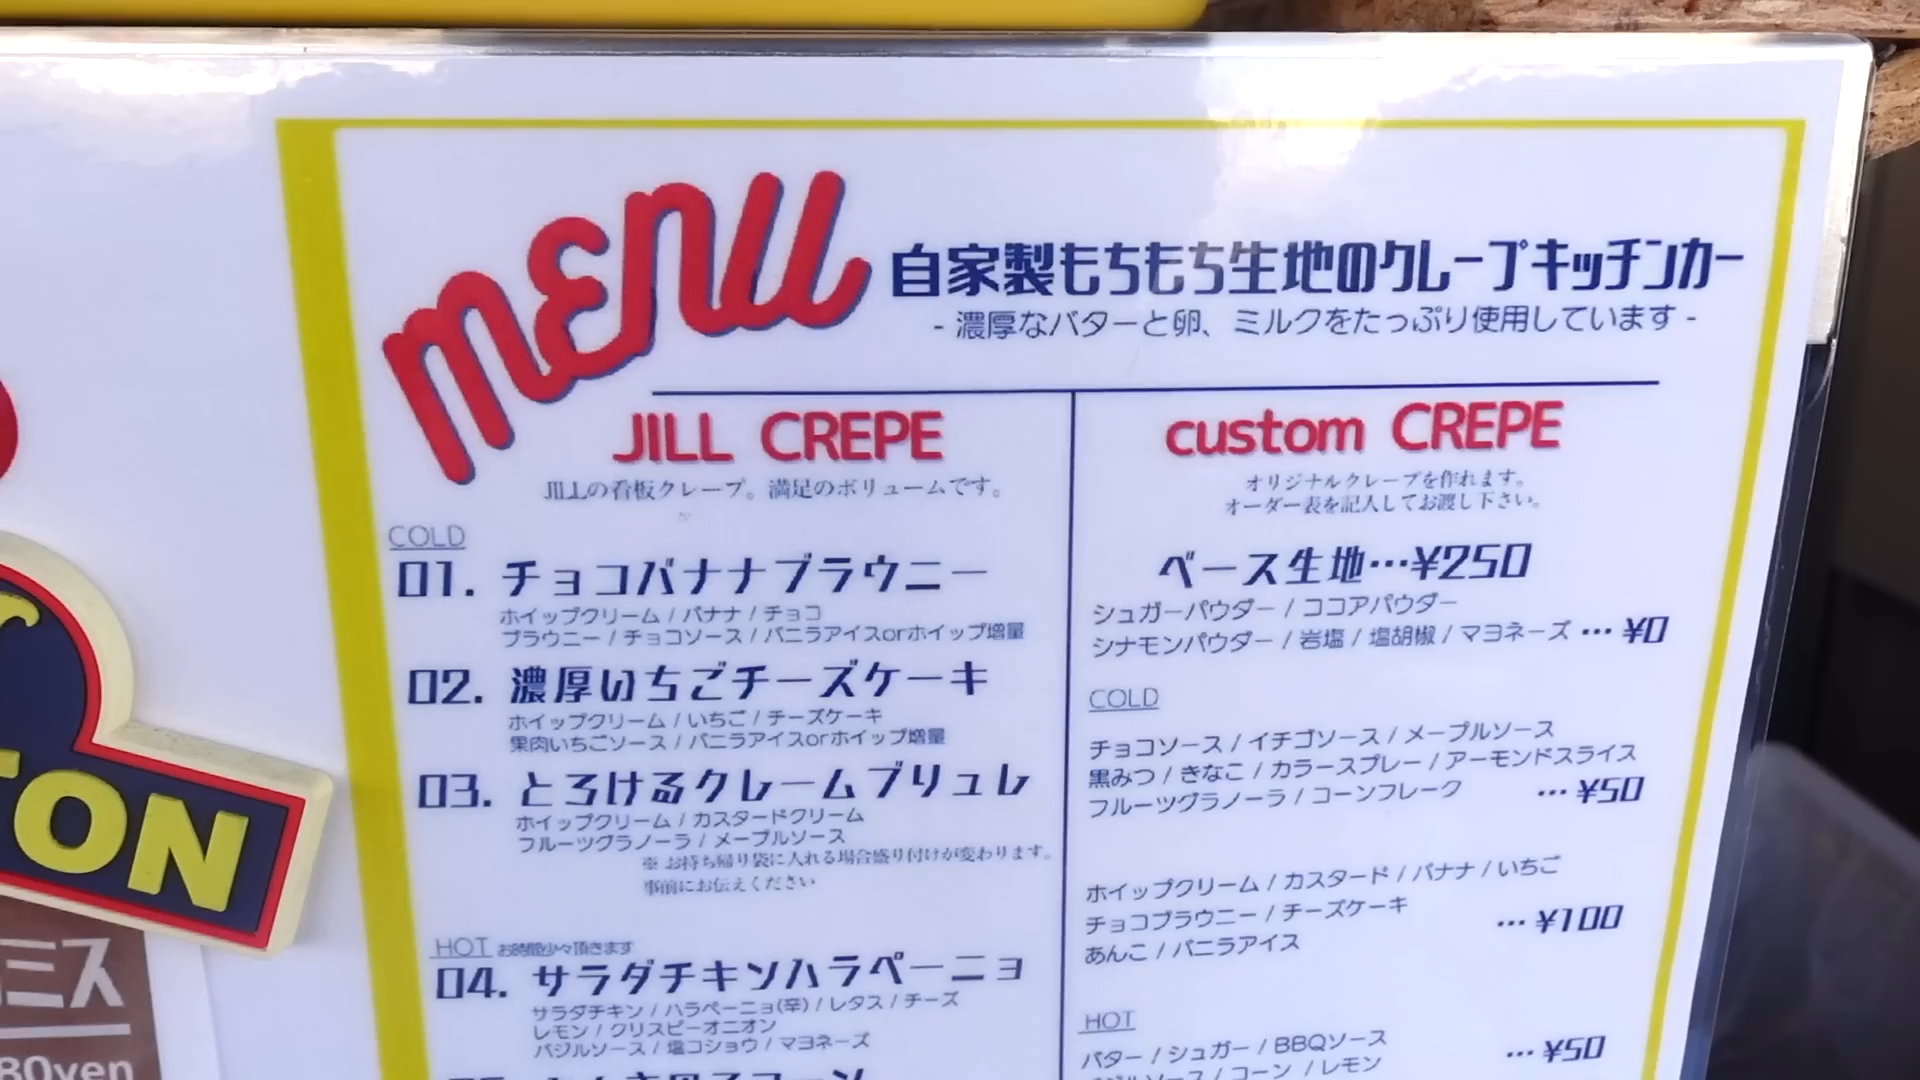 menu
自家製もちもち生地のクレープキッチンカー
- 濃厚なバターと卵、ミルクをたっぷり使用しています -
JILL CREPE
JILLの看板クレープ。満足のボリュームです。
COLD
01. チョコバナナブラウニー
ホイップクリーム / バナナ / チョコ
ブラウニー / チョコソース / バニラアイスorホイップ増量
02. 濃厚いちごチーズケーキ
ホイップクリーム / いちご / チーズケーキ
果肉いちごソース / バニラアイスorホイップ増量
03. とろけるクレームブリュレ
ホイップクリーム / カスタードクリーム
フルーツグラノーラ / メープルソース
※ お持ち帰り袋に入れる場合盛り付けが変わります。
事前にお伝えください
HOT お時間少々頂きます
04. サラダチキンハラペーニョ
サラダチキン / ハラペーニョ(辛) / レタス / チーズ
レモン / クリスピーオニオン
バジルソース / 塩コショウ / マヨネーズ
custom CREPE
オリジナルクレープを作れます。
オーダー表を記入してお渡し下さい。
ベース生地…¥250
シュガーパウダー / ココアパウダー
シナモンパウダー / 岩塩 / 塩胡椒 / マヨネーズ … ¥0
COLD
チョコソース / イチゴソース / メープルソース
黒みつ / きなこ / カラースプレー / アーモンドスライス
フルーツグラノーラ / コーンフレーク … ¥50
ホイップクリーム / カスタード / バナナ / いちご
チョコブラウニー / チーズケーキ … ¥100
あんこ / バニラアイス
HOT
バター / シュガー / BBQソース … ¥50
バジルソース / コーン / レモン
TON
ミス
80yen